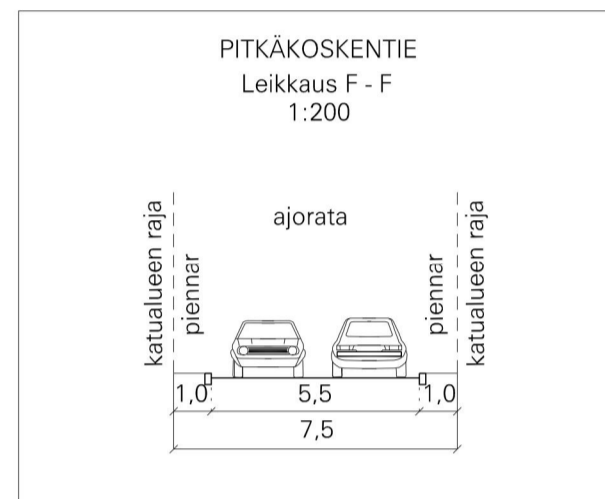 PITKÄKOSKENTIE
Leikkaus F - F
1:200
katualueen raja
piennar
ajorata
piennar
katualueen raja
1,0
5,5
1,0
7,5